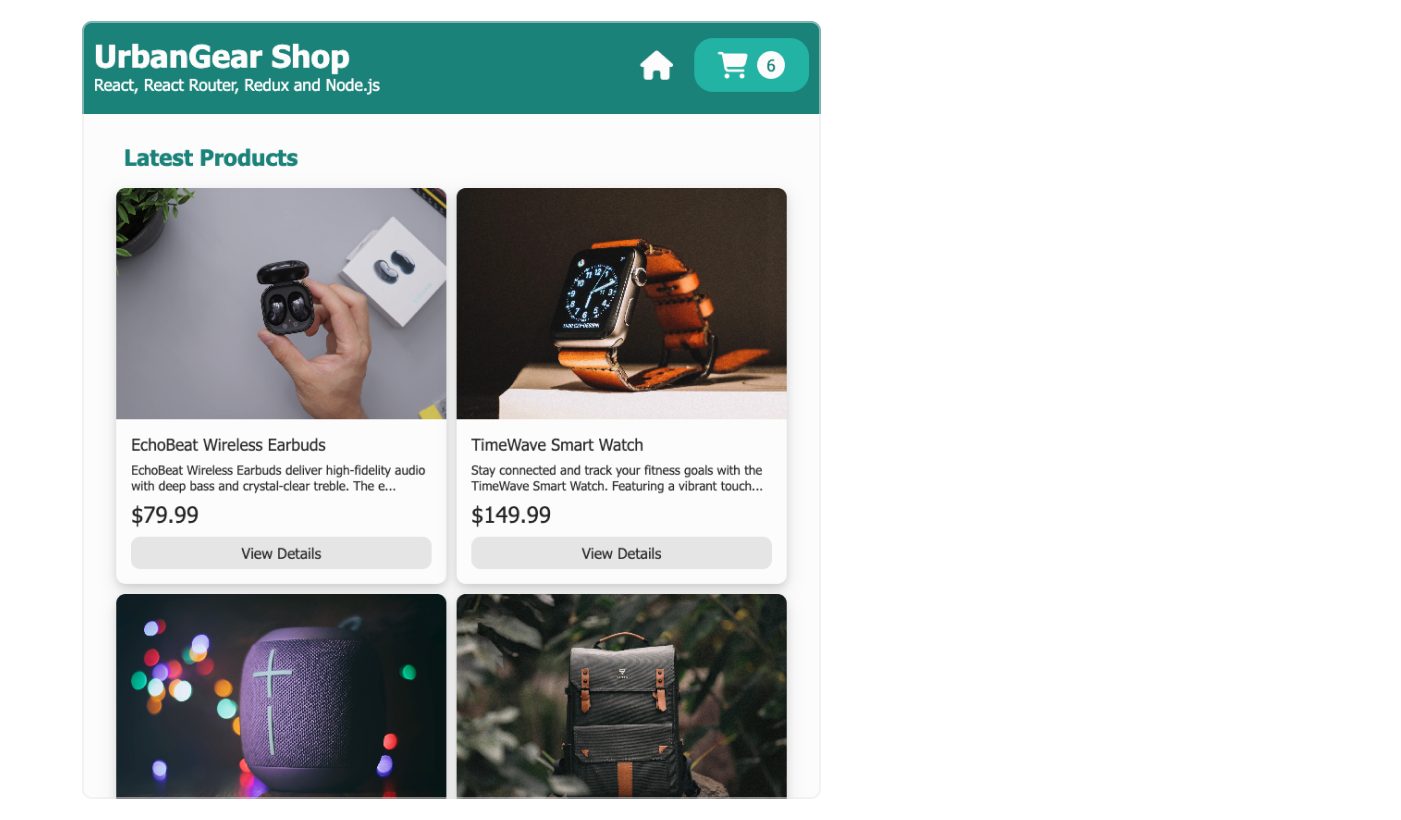 UrbanGear Shop
React, React Router, Redux and Node.js
6
Latest Products
EchoBeat Wireless Earbuds
EchoBeat Wireless Earbuds deliver high-fidelity audio
with deep bass and crystal-clear treble. The e...
$79.99
View Details
TimeWave Smart Watch
Stay connected and track your fitness goals with the
TimeWave Smart Watch. Featuring a vibrant touch...
$149.99
View Details